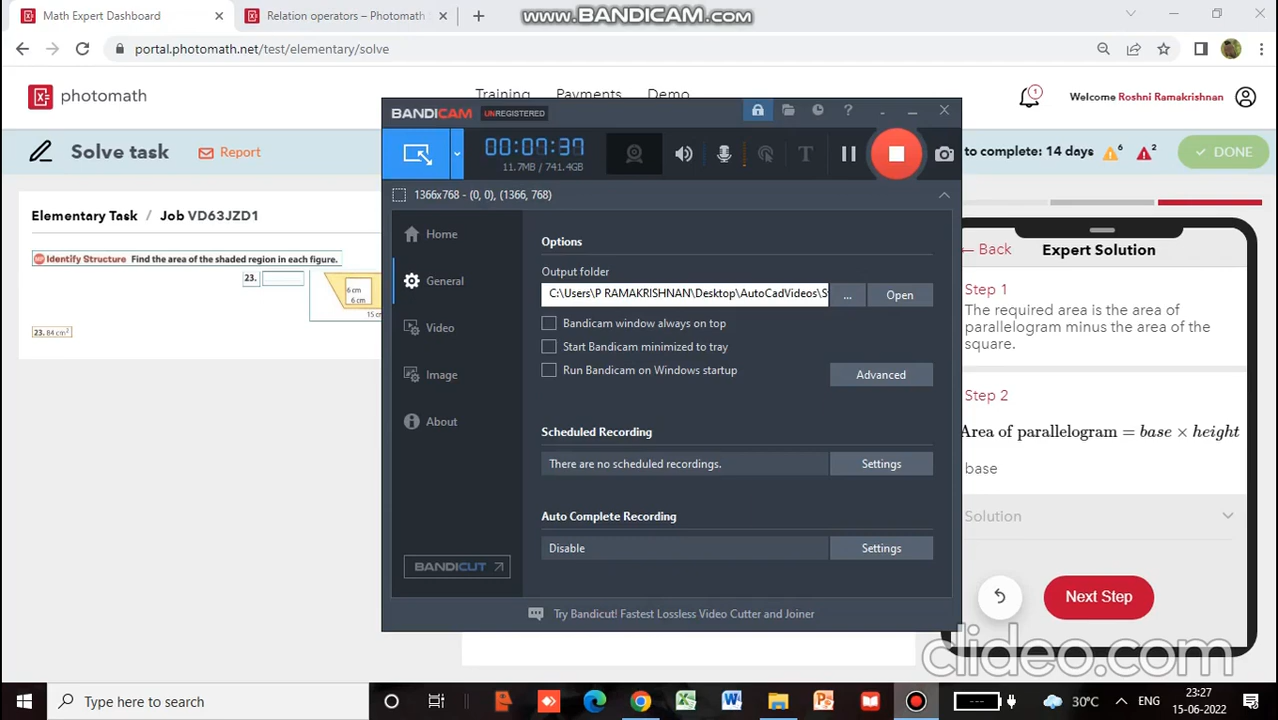 Math Expert Dashboard
Relation operators – Photomath
www.BANDICAM.com
portal.photomath.net/test/elementary/solve
photomath
Training Payments Demo
1
Welcome Roshni Ramakrishnan
Solve task
Report
to complete: 14 days 6 2
DONE
Elementary Task / Job VD63JZD1
Identify Structure Find the area of the shaded region in each figure.
23.
6 cm
6 cm
15 c
23. 84 cm²
BANDICAM UNREGISTERED
00:07:37
11.7MB / 741.4GB
1366x768 - (0, 0), (1366, 768)
Home
General
Video
Image
About
BANDICUT
Options
Output folder
C:\Users\P RAMAKRISHNAN\Desktop\AutoCadVideos\S
...
Open
Bandicam window always on top
Start Bandicam minimized to tray
Run Bandicam on Windows startup
Advanced
Scheduled Recording
There are no scheduled recordings.
Settings
Auto Complete Recording
Disable
Settings
Try Bandicut! Fastest Lossless Video Cutter and Joiner
Back
Expert Solution
Step 1
The required area is the area of
parallelogram minus the area of the
square.
Step 2
Area of parallelogram = base × height
base
Solution
Next Step
clideo.com
Type here to search
30°C
ENG
23:27
15-06-2022